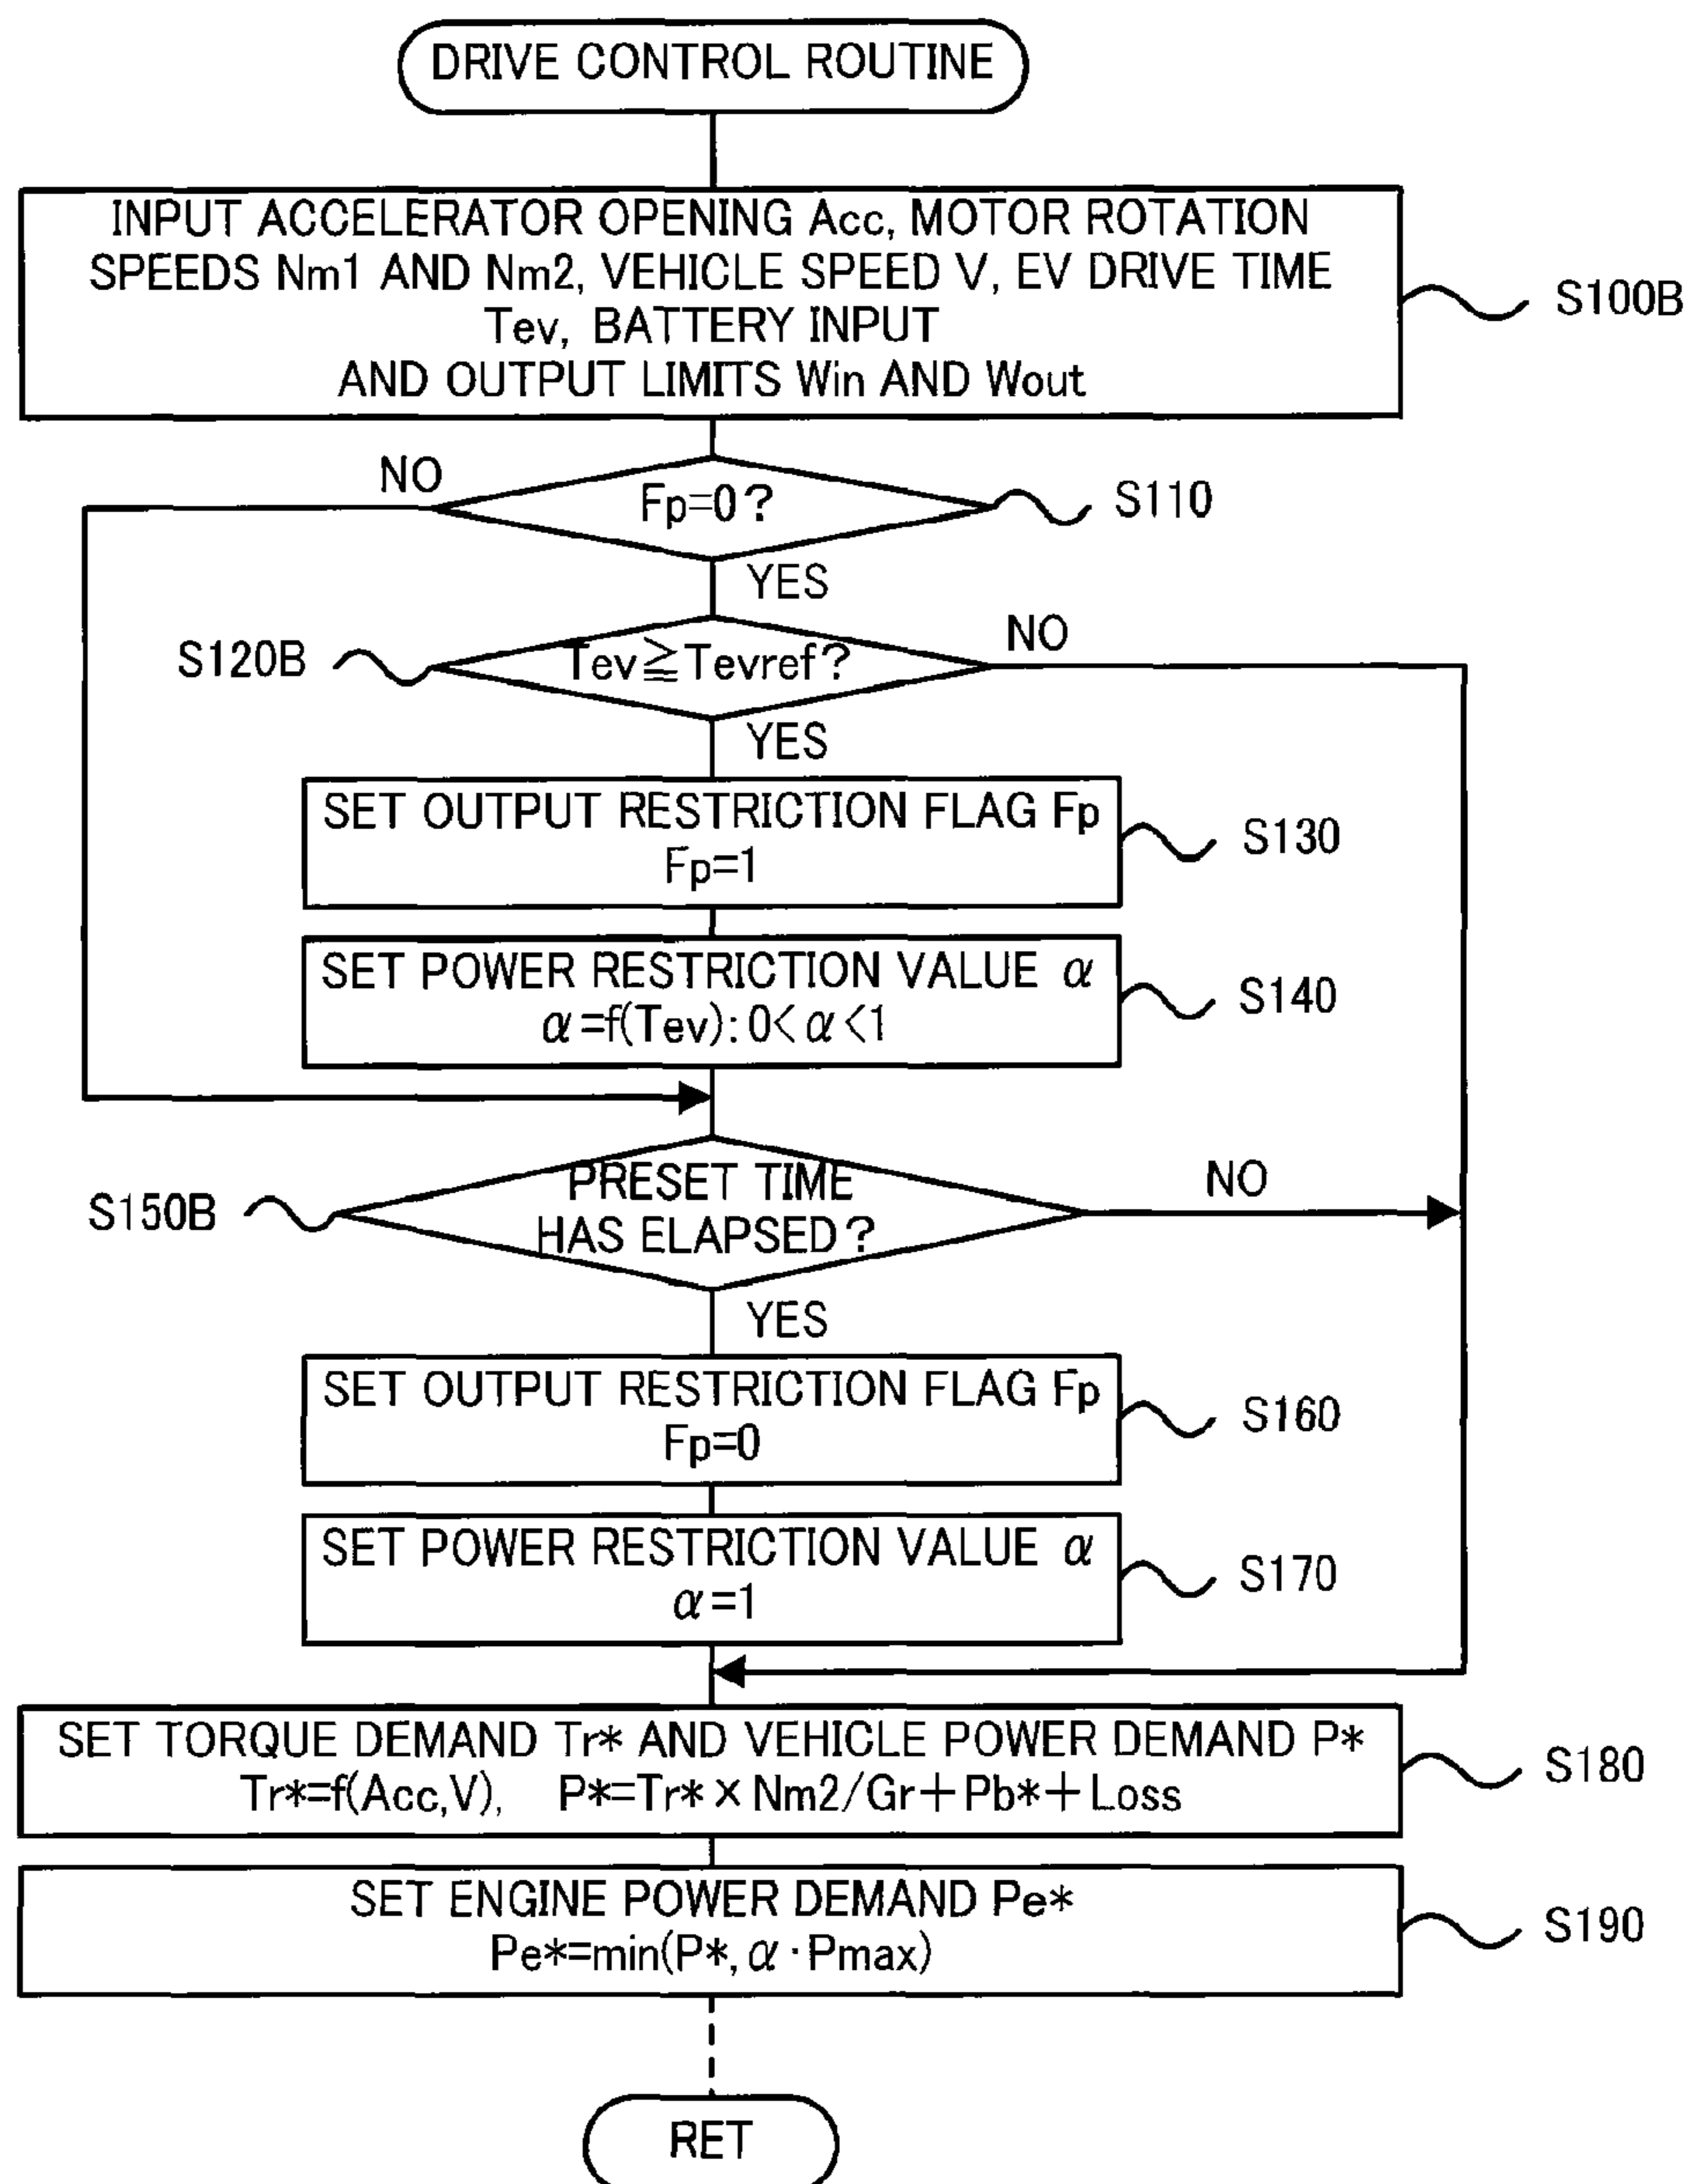 DRIVE CONTROL ROUTINE
INPUT ACCELERATOR OPENING Acc, MOTOR ROTATION
SPEEDS Nm1 AND Nm2, VEHICLE SPEED V, EV DRIVE TIME
Tev, BATTERY INPUT
AND OUTPUT LIMITS Win AND Wout
S100B
NO
Fp=0?
S110
YES
S120B
Tev≧Tevref?
NO
YES
SET OUTPUT RESTRICTION FLAG Fp
Fp=1
S130
SET POWER RESTRICTION VALUE α
α=f(Tev):0<α<1
S140
S150B
PRESET TIME
HAS ELAPSED?
NO
YES
SET OUTPUT RESTRICTION FLAG Fp
Fp=0
S160
SET POWER RESTRICTION VALUE α
α=1
S170
SET TORQUE DEMAND Tr* AND VEHICLE POWER DEMAND P*
Tr*=f(Acc,V), P*=Tr*×Nm2/Gr+Pb*+Loss
S180
SET ENGINE POWER DEMAND Pe*
Pe*=min(P*,α・Pmax)
S190
RET